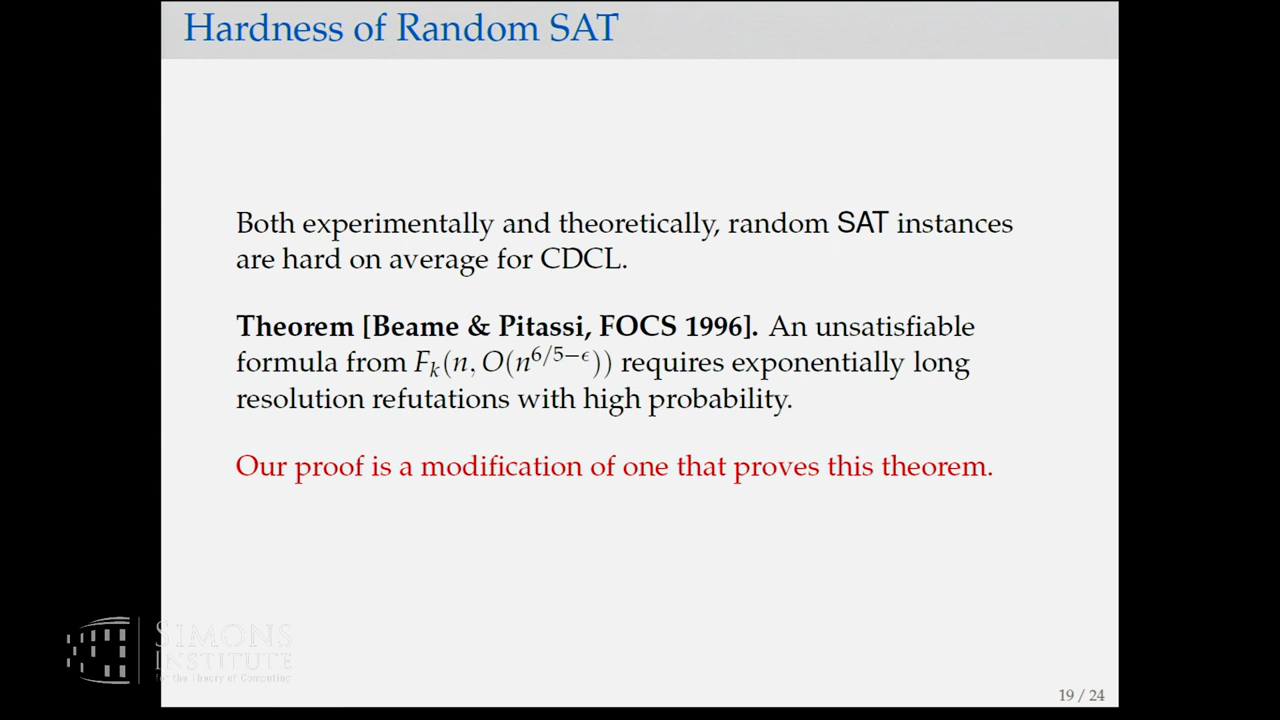 Hardness of Random SAT
Both experimentally and theoretically, random SAT instances
are hard on average for CDCL.
Theorem [Beame & Pitassi, FOCS 1996]. An unsatisfiable
formula from Fₖ(n, O(n^{6/5−ϵ})) requires exponentially long
resolution refutations with high probability.
Our proof is a modification of one that proves this theorem.
SIMONS
INSTITUTE
for the Theory of Computing
19 / 24